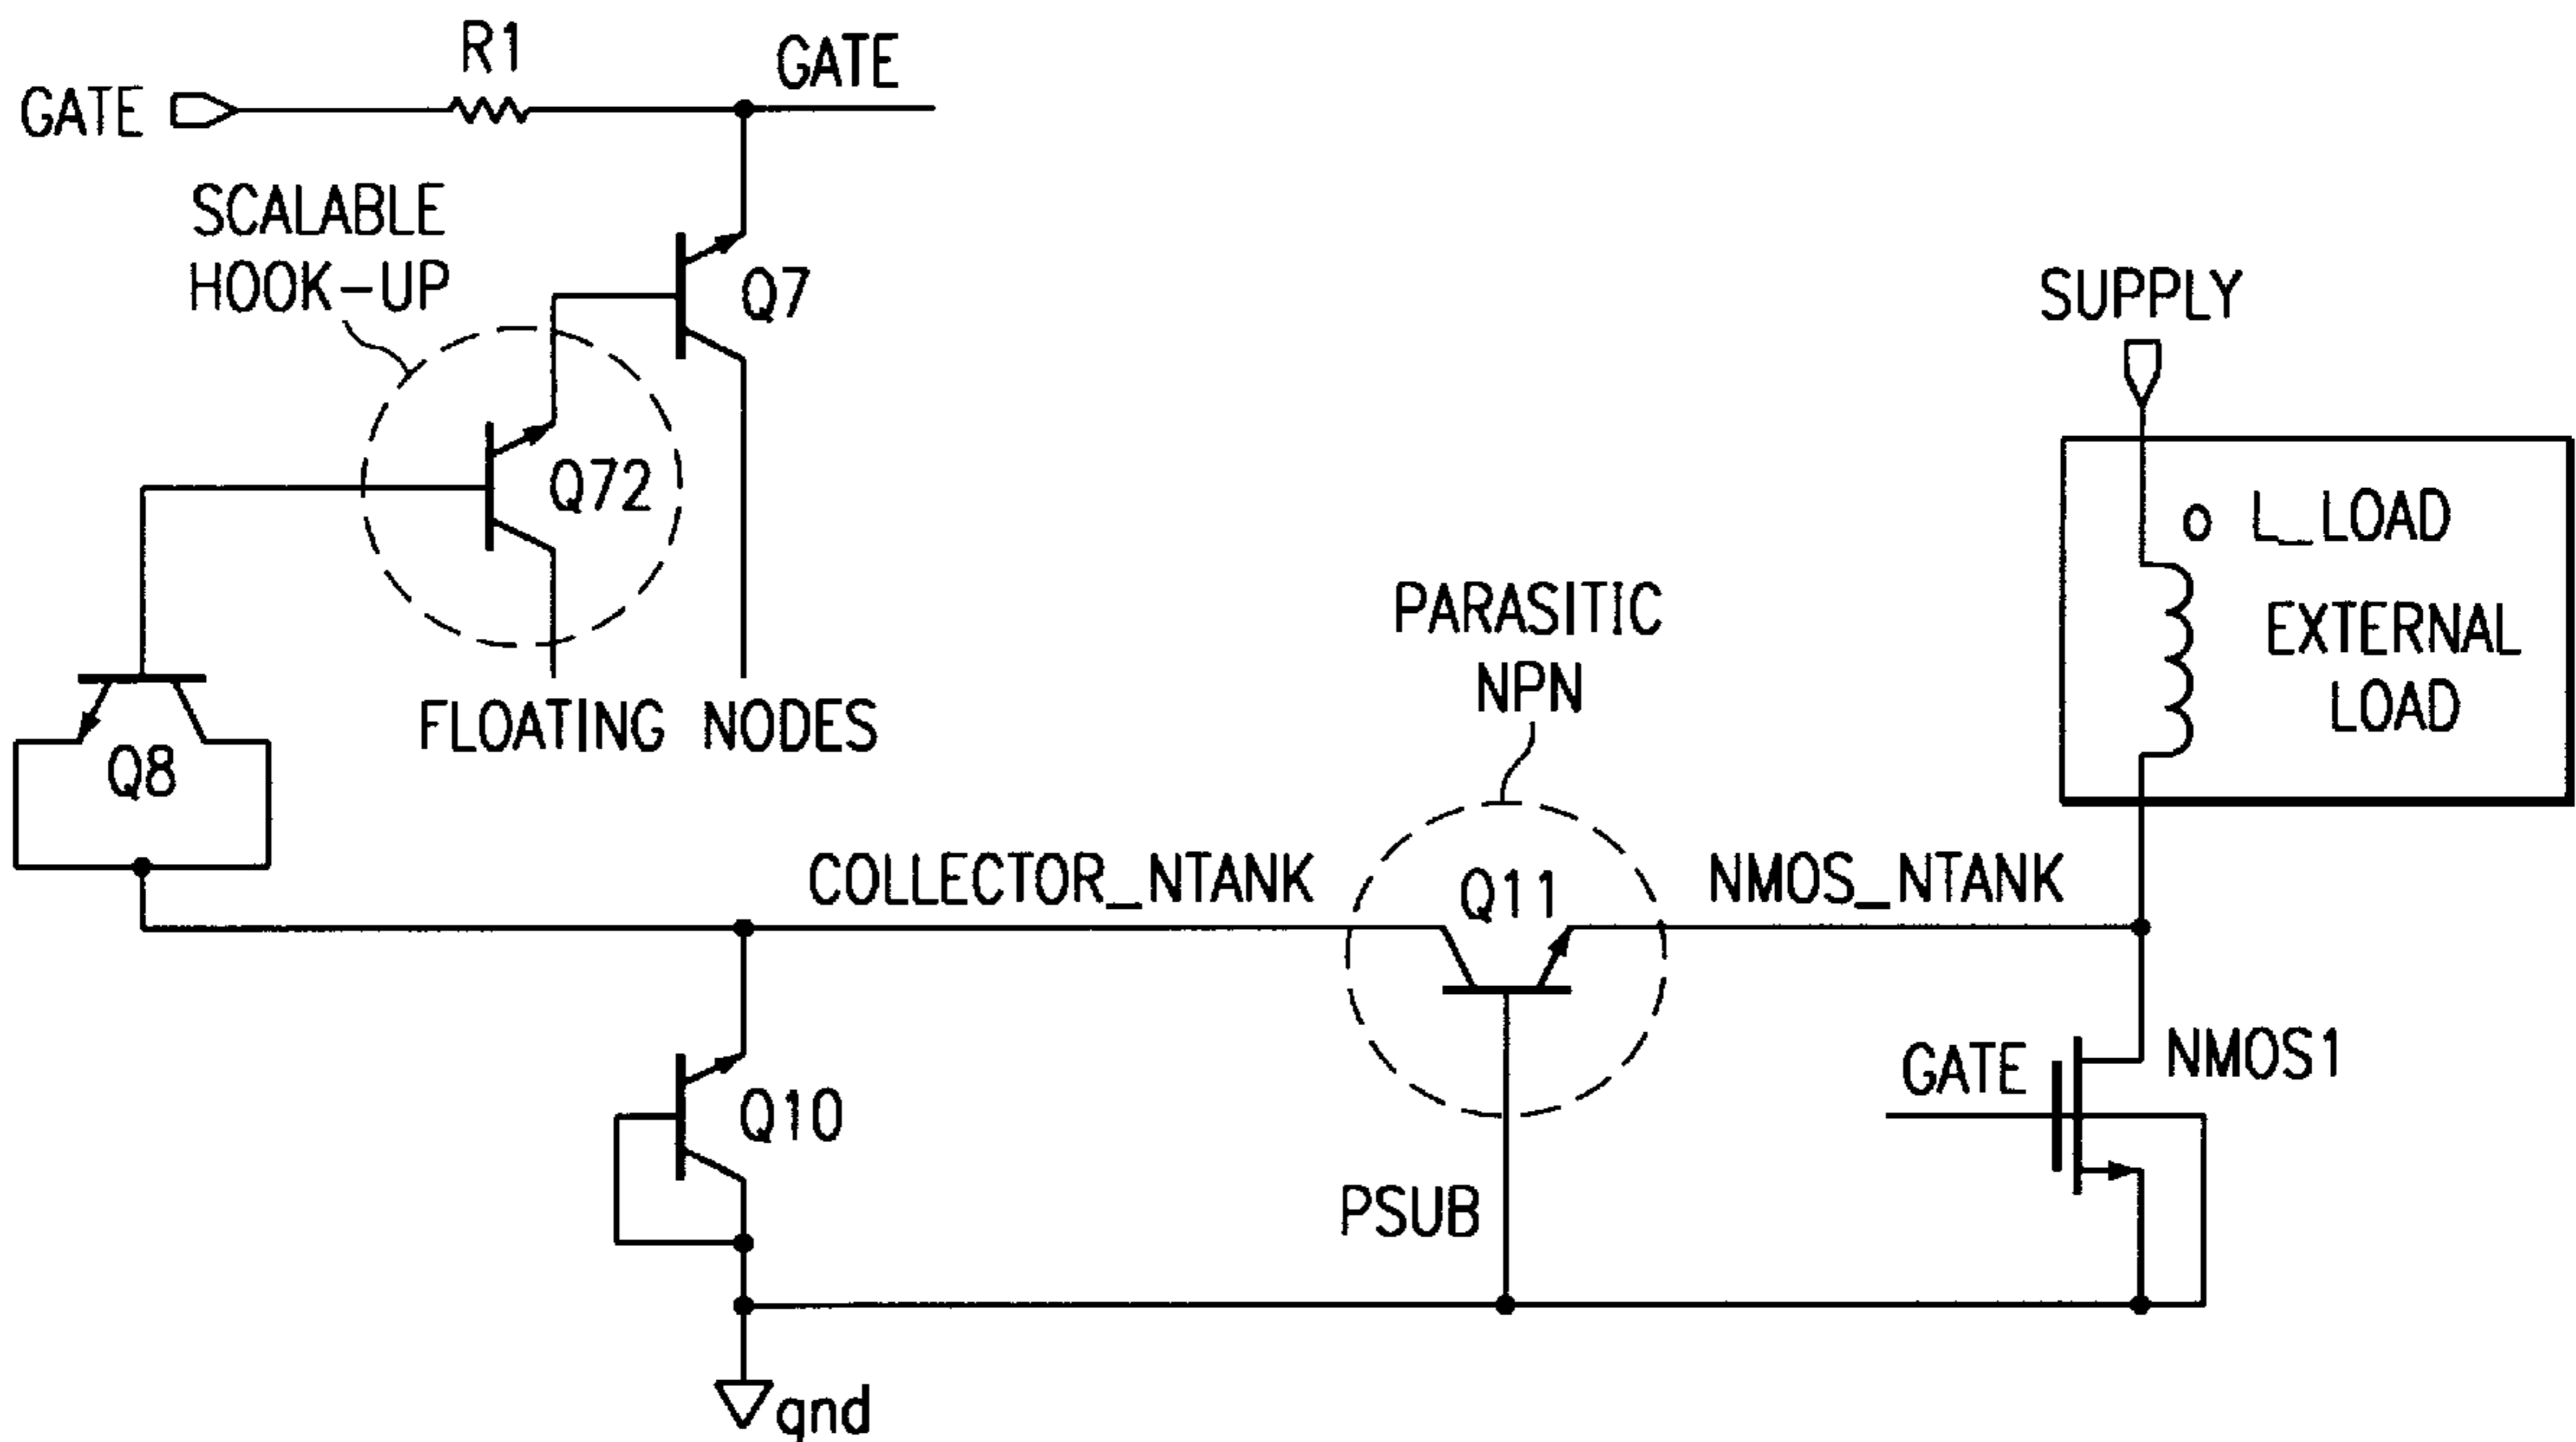 R1
GATE
GATE
SCALABLE
HOOK-UP
Q7
SUPPLY
Q72
L_LOAD
EXTERNAL
LOAD
PARASITIC
NPN
FLOATING NODES
Q8
COLLECTOR_NTANK
Q11
NMOS_NTANK
GATE
NMOS1
Q10
PSUB
gnd